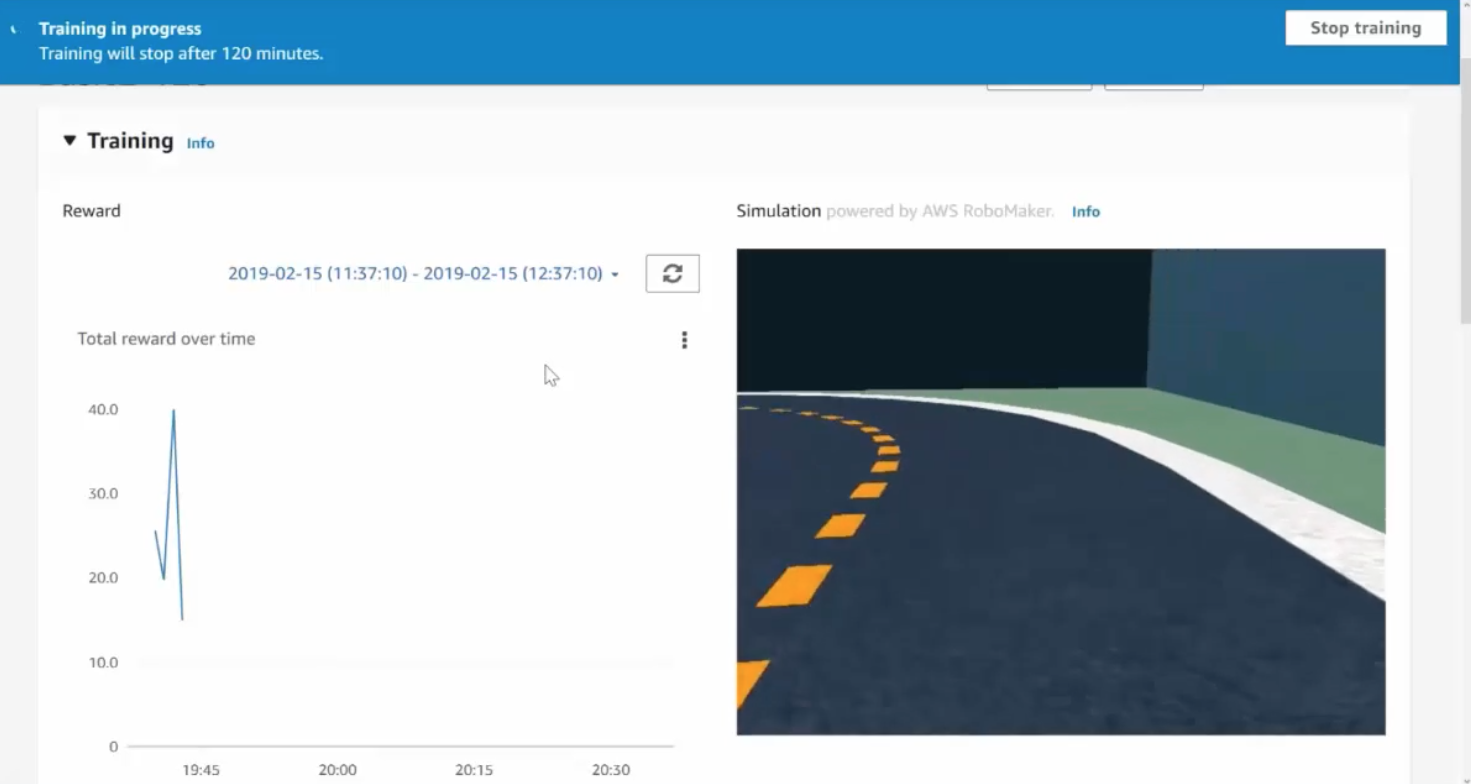 Training in progress
Training will stop after 120 minutes.
Stop training
Training Info
Reward
Simulation powered by AWS RoboMaker. Info
2019-02-15 (11:37:10) - 2019-02-15 (12:37:10)
Total reward over time
40.0
30.0
20.0
10.0
0
19:45 20:00 20:15 20:30